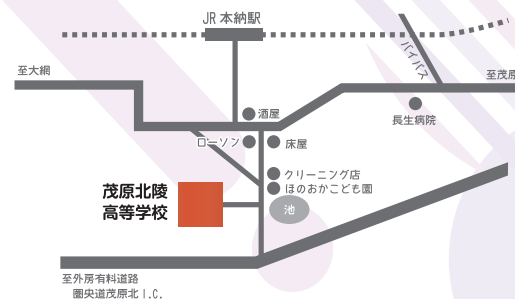 JR本納駅
バイパス
至大網
至茂原
酒屋
長生病院
ローソン
床屋
クリーニング店
ほのおかこども園
茂原北陵
高等学校
池
至外房有料道路
圏央道茂原北I.C.